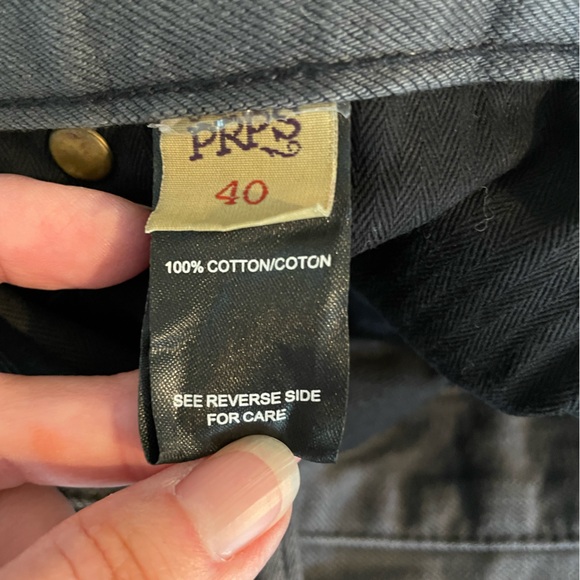 PRPS
40
100% COTTON/COTON
SEE REVERSE SIDE
FOR CARE